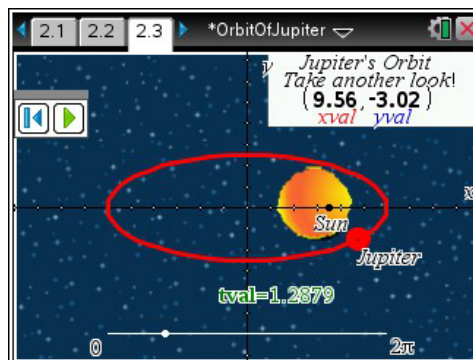 2.1 2.2 2.3 *OrbitOfJupiter
y
Jupiter's Orbit
Take another look!
(9.56,-3.02)
xval yval
x
Sun
Jupiter
tval=1.2879
0
2π